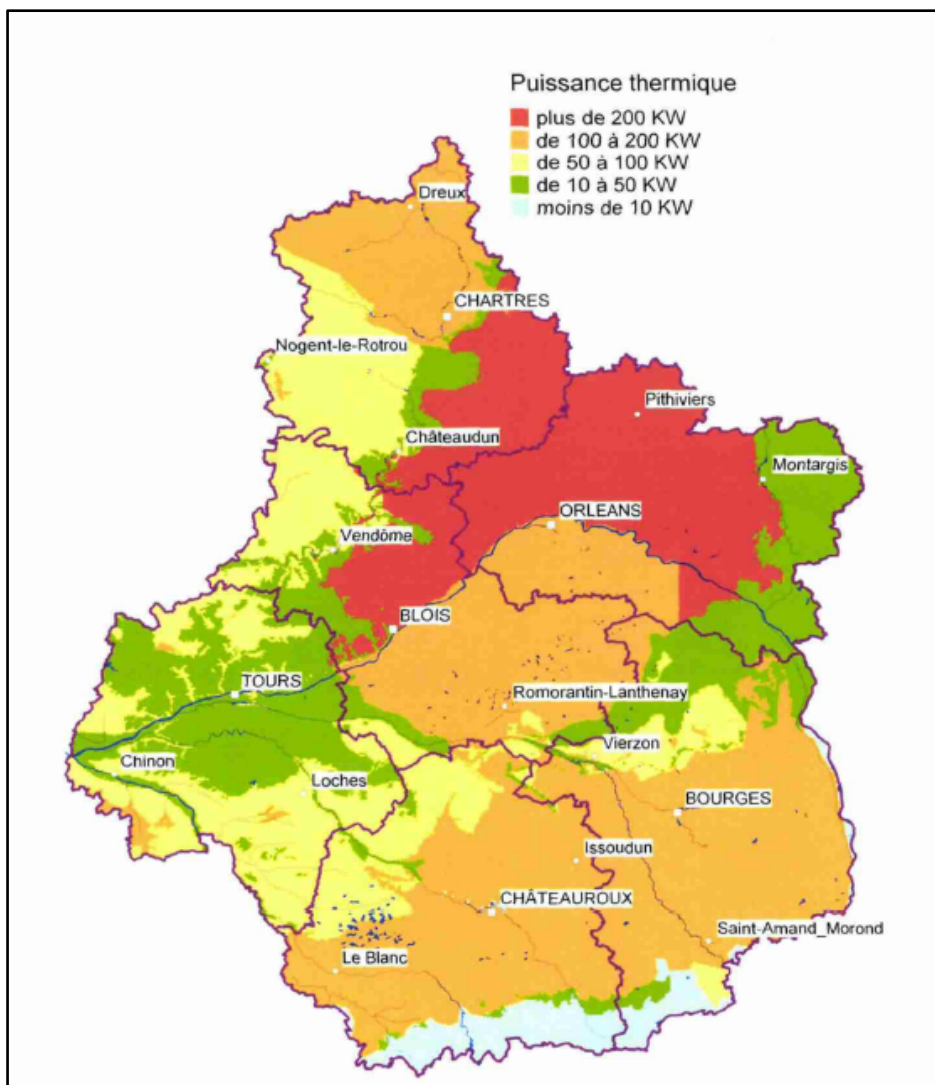 Puissance thermique
plus de 200 KW
de 100 à 200 KW
de 50 à 100 KW
de 10 à 50 KW
moins de 10 KW
Dreux
CHARTRES
Nogent-le-Rotrou
Pithiviers
Châteaudun
Montargis
ORLEANS
Vendôme
BLOIS
TOURS
Romorantin-Lanthenay
Vierzon
Chinon
Loches
BOURGES
Issoudun
CHÂTEAUROUX
Saint-Amand_Morond
Le Blanc